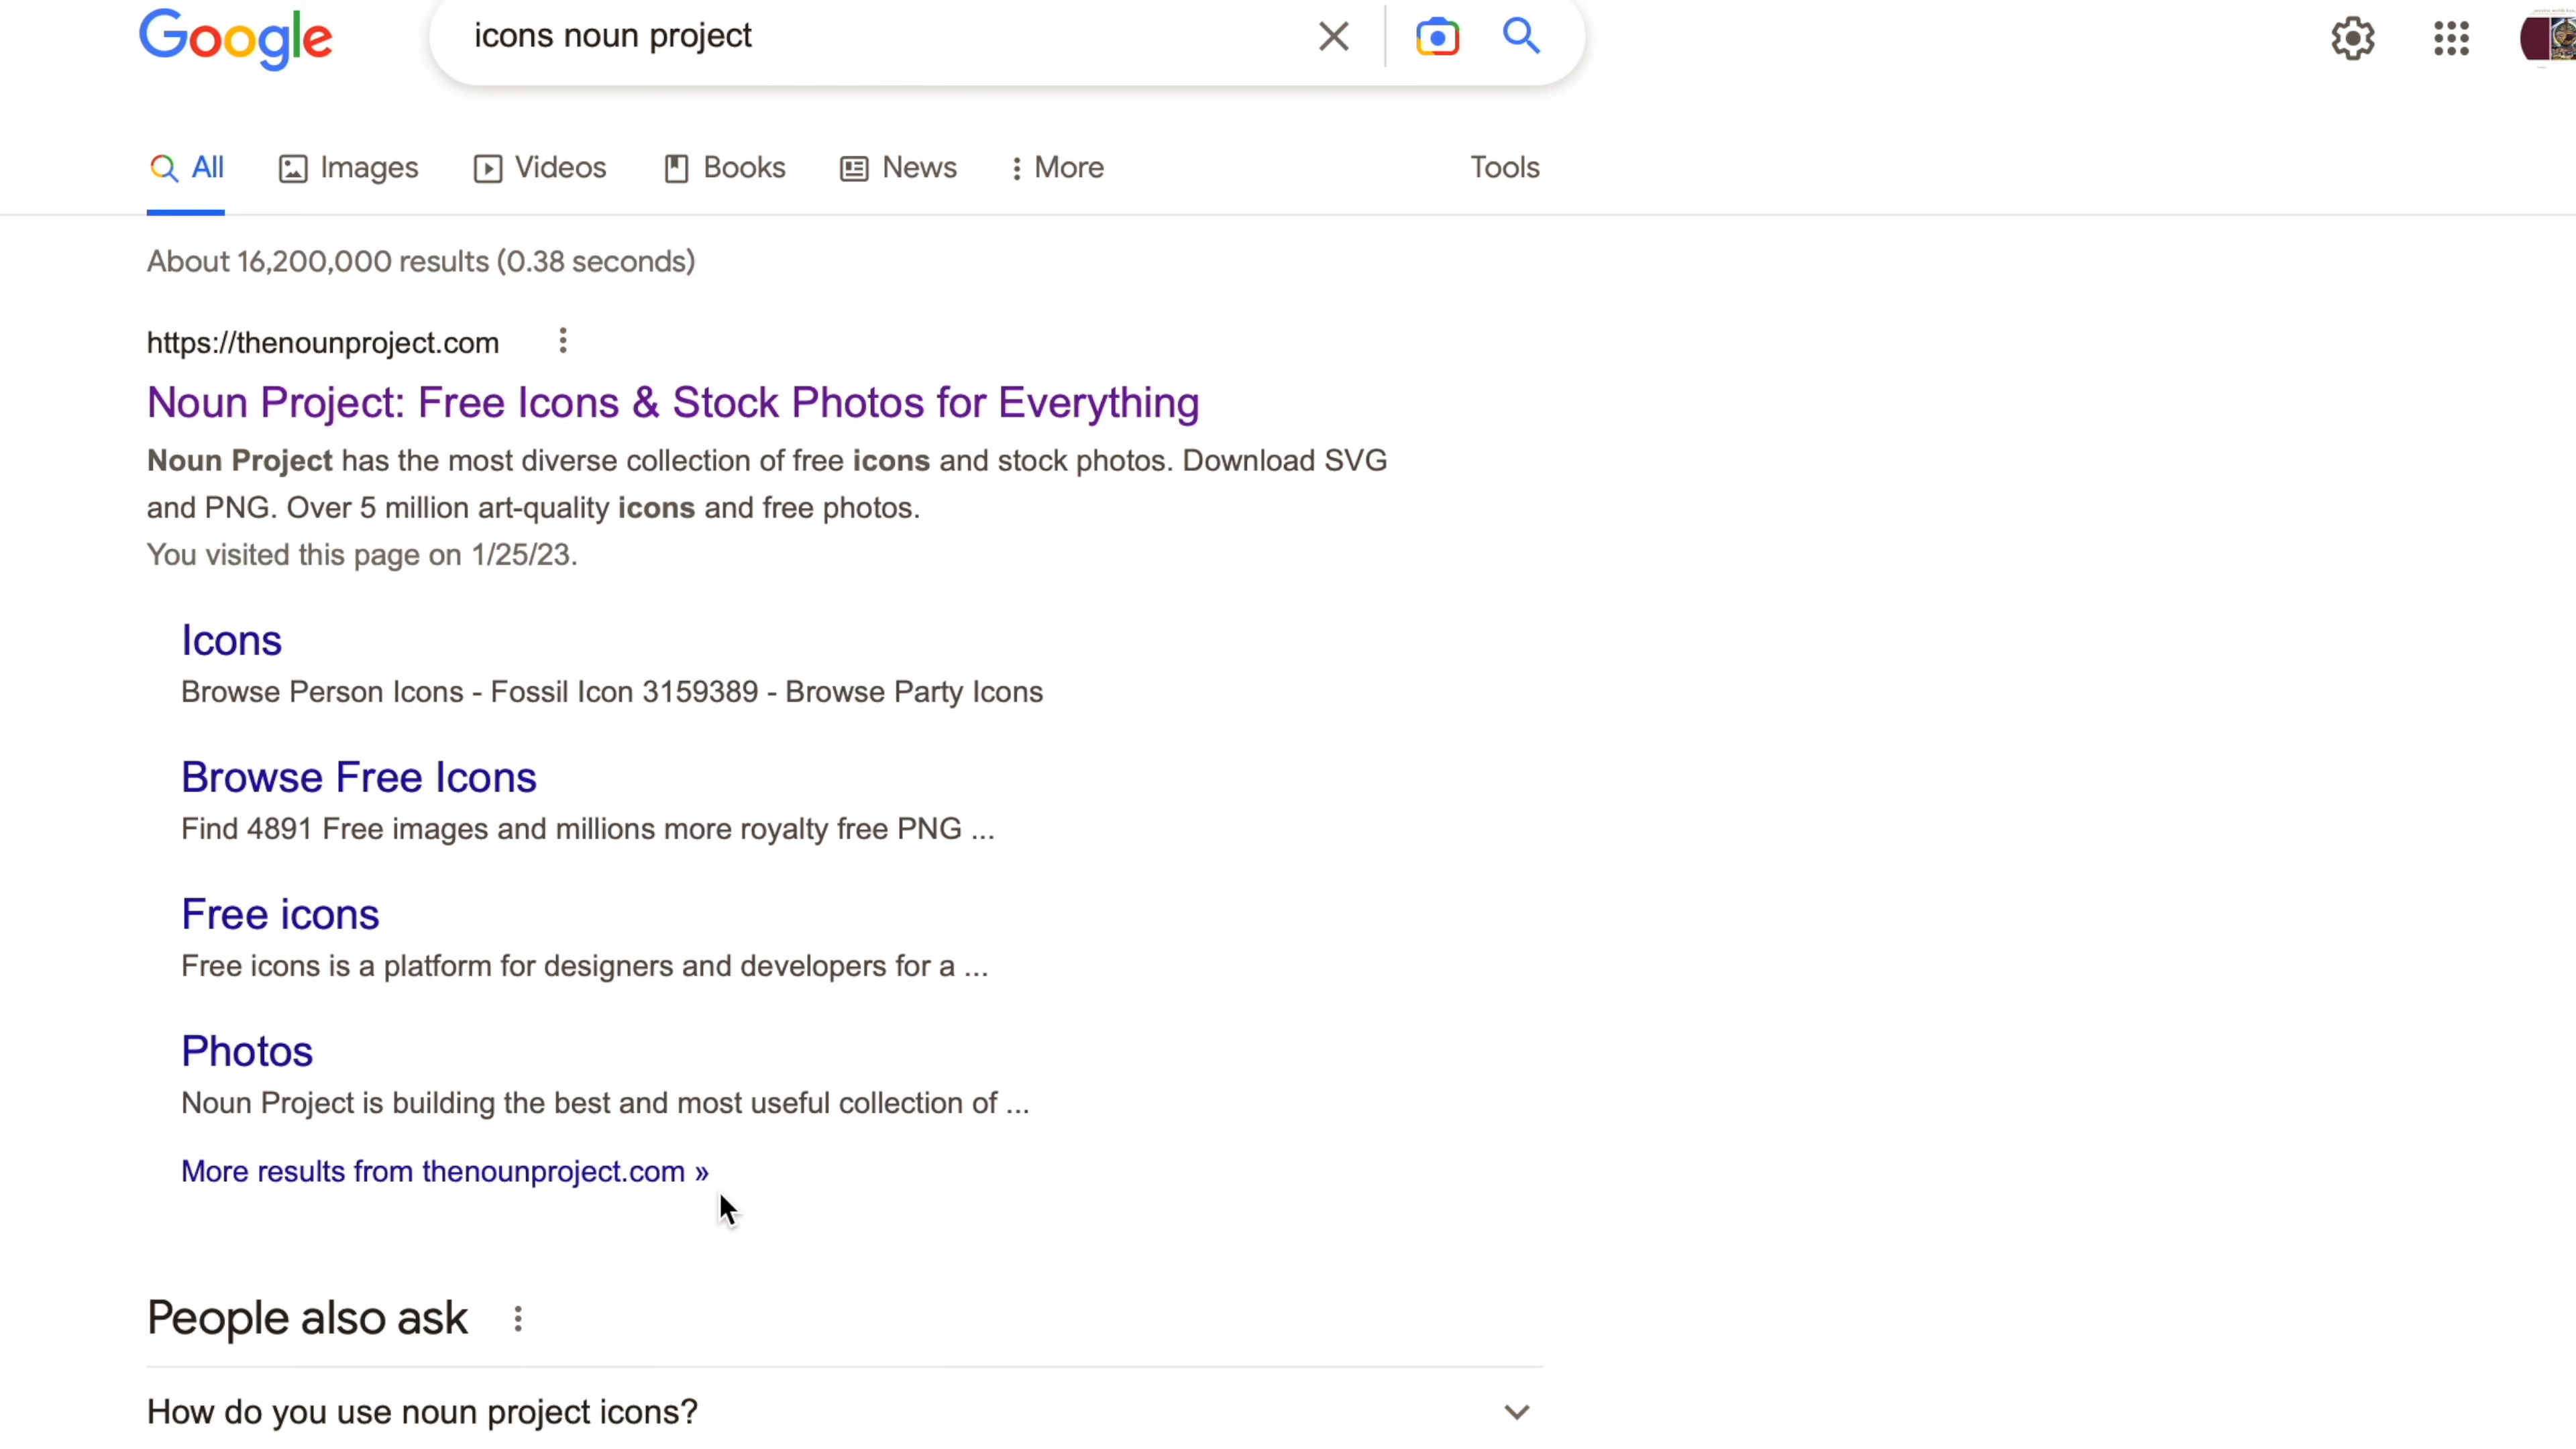 Google
icons noun project
All Images Videos Books News More Tools
About 16,200,000 results (0.38 seconds)
https://thenounproject.com
Noun Project: Free Icons & Stock Photos for Everything
Noun Project has the most diverse collection of free icons and stock photos. Download SVG
and PNG. Over 5 million art-quality icons and free photos.
You visited this page on 1/25/23.
Icons
Browse Person Icons - Fossil Icon 3159389 - Browse Party Icons
Browse Free Icons
Find 4891 Free images and millions more royalty free PNG ...
Free icons
Free icons is a platform for designers and developers for a ...
Photos
Noun Project is building the best and most useful collection of ...
More results from thenounproject.com »
People also ask
How do you use noun project icons?